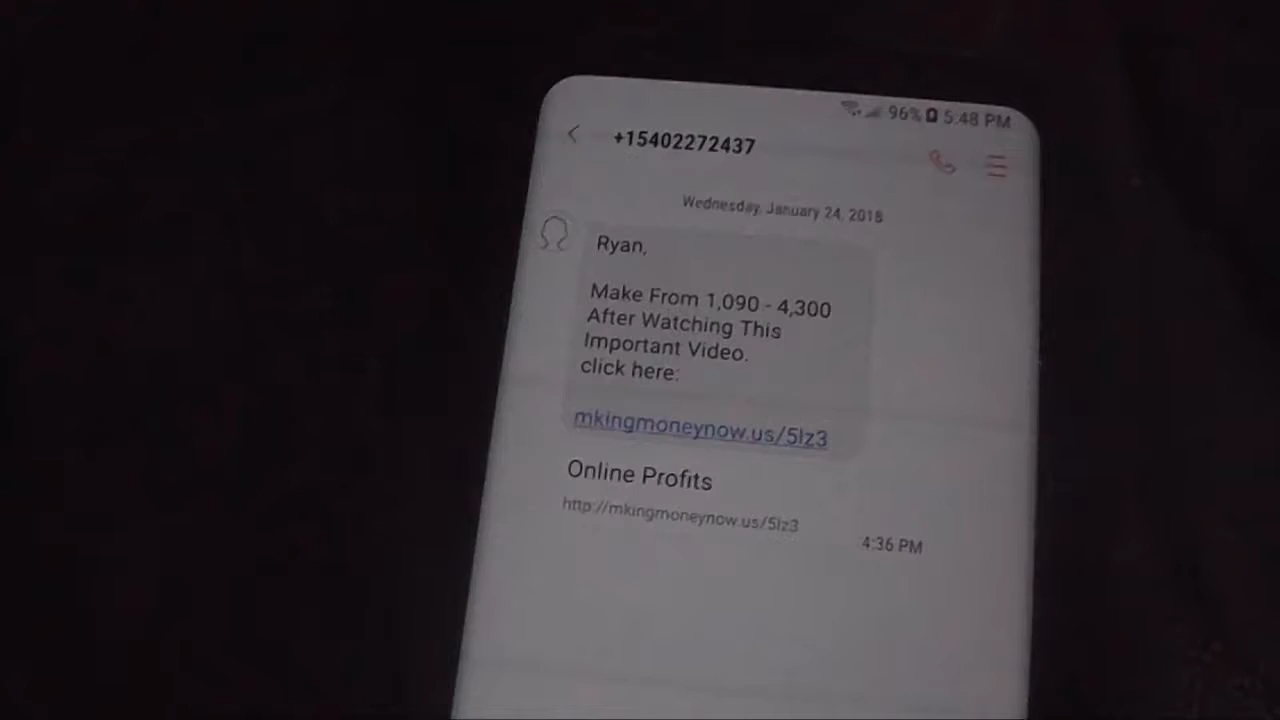 96% 5:48 PM
+15402272437
Wednesday, January 24, 2018
Ryan,
Make From 1,090 - 4,300
After Watching This
Important Video.
click here:
mkingmoneynow.us/5lz3
Online Profits
http://mkingmoneynow.us/5lz3
4:36 PM